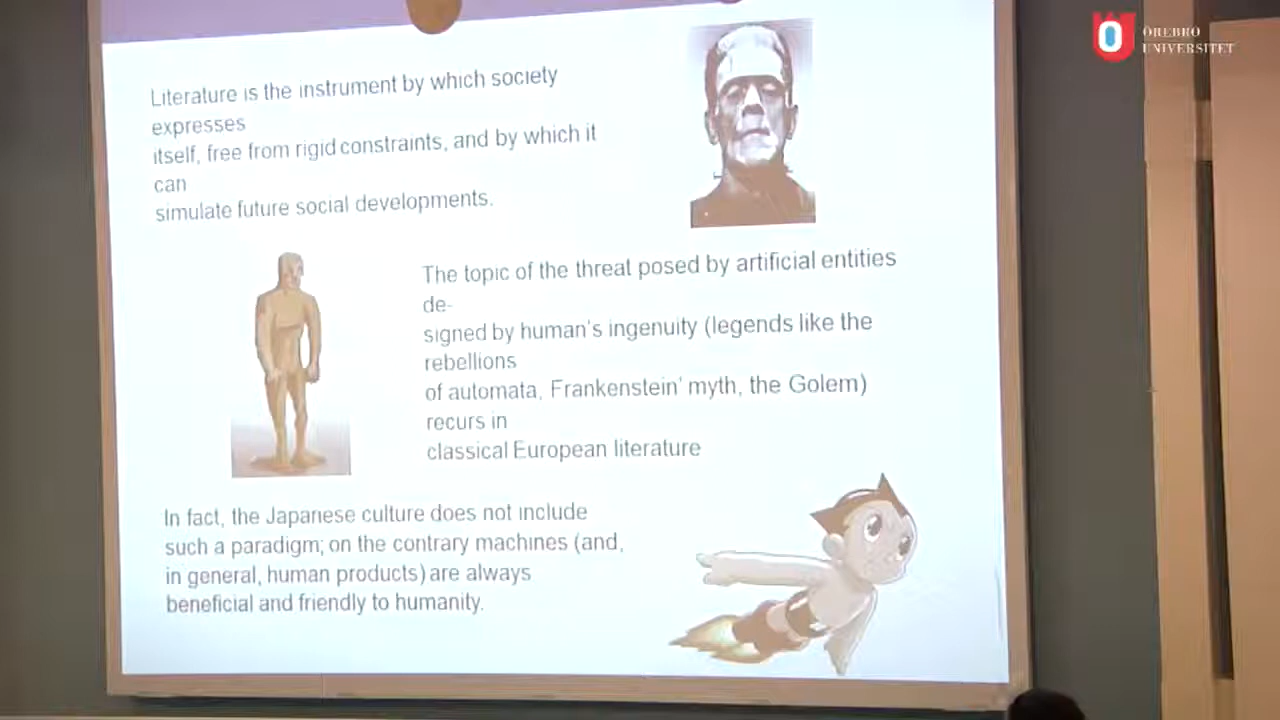 ÖREBRO
UNIVERSITET
Literature is the instrument by which society
expresses
itself, free from rigid constraints, and by which it
can
simulate future social developments.
The topic of the threat posed by artificial entities
de-
signed by human's ingenuity (legends like the
rebellions
of automata, Frankenstein' myth, the Golem)
recurs in
classical European literature
In fact, the Japanese culture does not include
such a paradigm; on the contrary machines (and,
in general, human products) are always
beneficial and friendly to humanity.